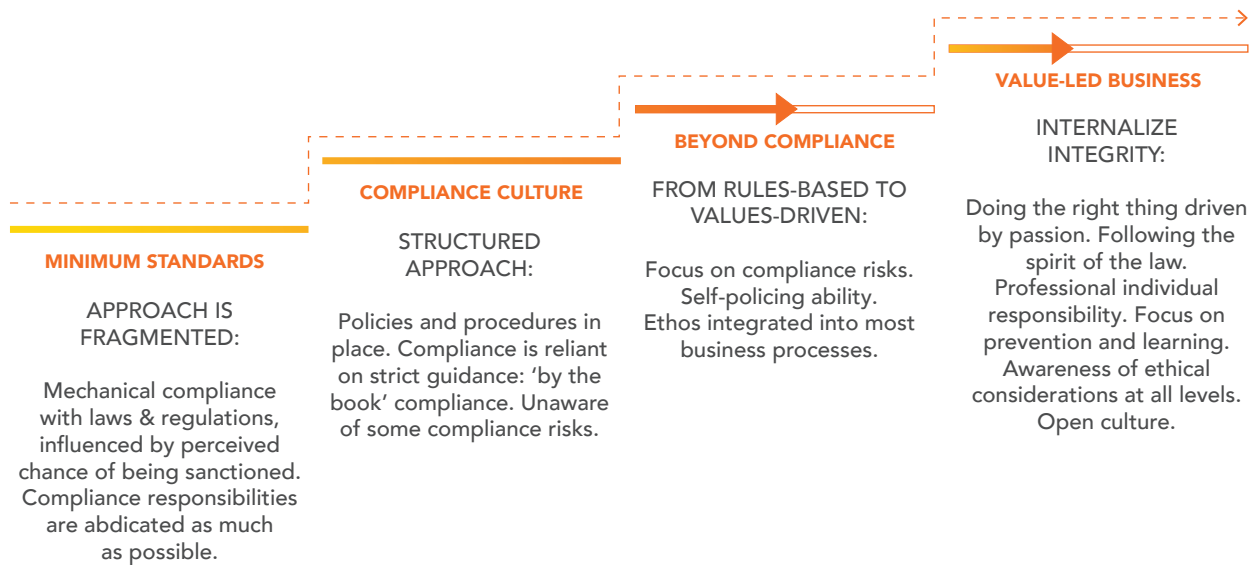 MINIMUM STANDARDS
APPROACH IS
FRAGMENTED:
Mechanical compliance
with laws & regulations,
influenced by perceived
chance of being sanctioned.
Compliance responsibilities
are abdicated as much
as possible.
COMPLIANCE CULTURE
STRUCTURED
APPROACH:
Policies and procedures in
place. Compliance is reliant
on strict guidance: ‘by the
book’ compliance. Unaware
of some compliance risks.
BEYOND COMPLIANCE
FROM RULES-BASED TO
VALUES-DRIVEN:
Focus on compliance risks.
Self-policing ability.
Ethos integrated into most
business processes.
VALUE-LED BUSINESS
INTERNALIZE
INTEGRITY:
Doing the right thing driven
by passion. Following the
spirit of the law.
Professional individual
responsibility. Focus on
prevention and learning.
Awareness of ethical
considerations at all levels.
Open culture.